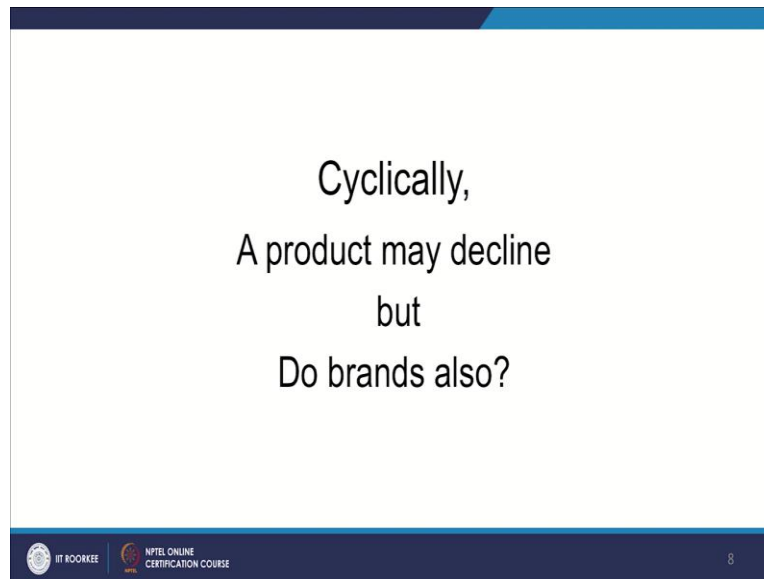 Cyclically,
A product may decline
but
Do brands also?
IIT ROORKEE
NPTEL ONLINE
CERTIFICATION COURSE
8